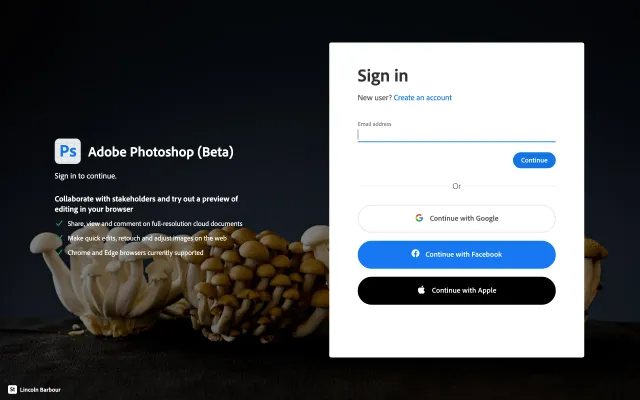 Ps Adobe Photoshop (Beta)
Sign in to continue.
Collaborate with stakeholders and try out a preview of
editing in your browser
Share, view and comment on full-resolution cloud documents
Make quick edits, retouch and adjust images on the web
Chrome and Edge browsers currently supported
St Lincoln Barbour
Sign in
New user? Create an account
Email address
Continue
Or
Continue with Google
Continue with Facebook
Continue with Apple